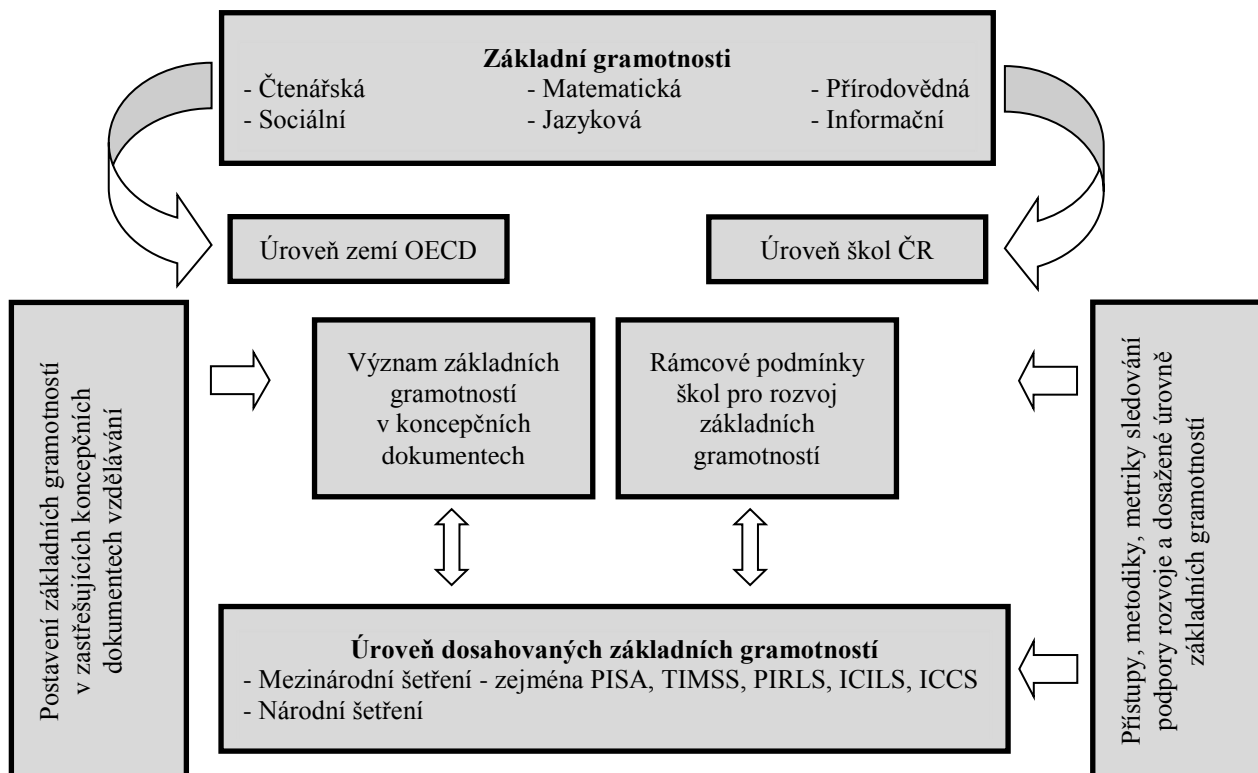 Základní gramotnosti
- Čtenářská - Matematická - Přírodovědná
- Sociální - Jazyková - Informační
Úroveň zemí OECD
Úroveň škol ČR
Postavení základních gramotností
v zastřešujících koncepčních
dokumentech vzdělávání
Význam základních
gramotností
v koncepčních
dokumentech
Rámcové podmínky
škol pro rozvoj
základních
gramotností
Přístupy, metodiky, metriky sledování
podpory rozvoje a dosažené úrovně
základních gramotností
Úroveň dosahovaných základních gramotností
- Mezinárodní šetření - zejména PISA, TIMSS, PIRLS, ICILS, ICCS
- Národní šetření